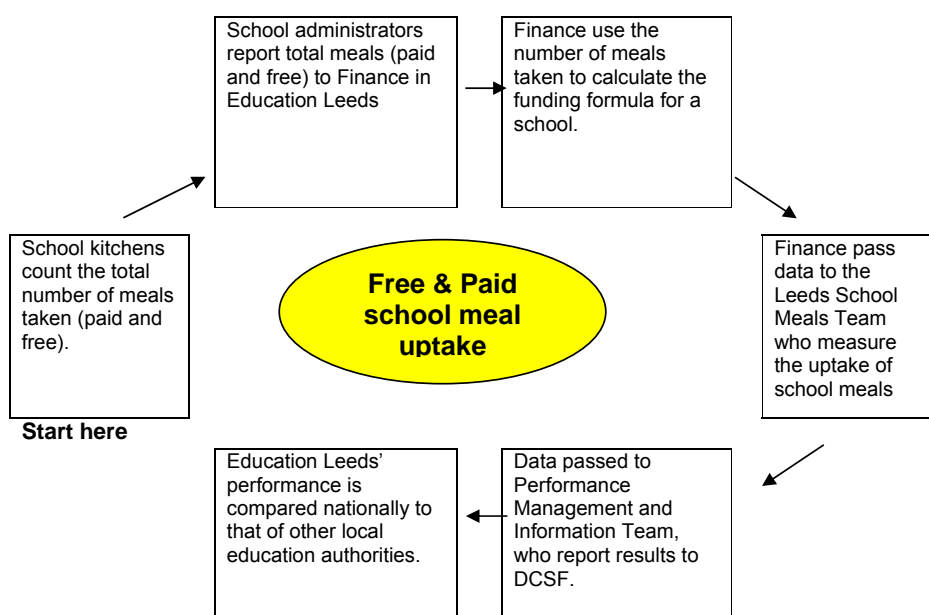 School administrators
report total meals (paid
and free) to Finance in
Education Leeds
Finance use the
number of meals
taken to calculate the
funding formula for a
school.
School kitchens
count the total
number of meals
taken (paid and
free).
Start here
Free & Paid
school meal
uptake
Finance pass
data to the
Leeds School
Meals Team
who measure
the uptake of
school meals
Education Leeds’
performance is
compared nationally to
that of other local
education authorities.
Data passed to
Performance
Management and
Information Team,
who report results to
DCSF.